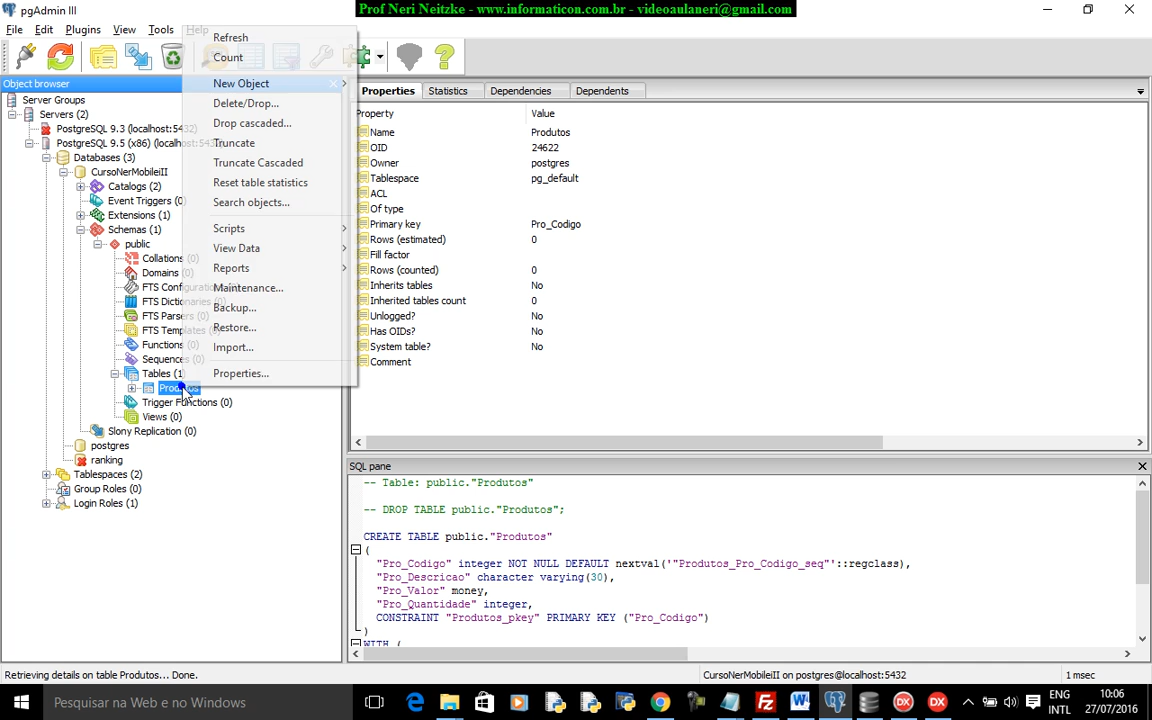 pgAdmin III
Prof Neri Neitzke - www.informaticon.com.br - videoaulaneri@gmail.com
File Edit Plugins View Tools Help
Object browser
Server Groups
Servers (2)
PostgreSQL 9.3 (localhost:5432)
PostgreSQL 9.5 (x86) (localhost:543
Databases (3)
CursoNerMobileiII
Catalogs (2)
Event Triggers (0
Extensions (1)
Schemas (1)
public
Collations (0)
Domains (0)
FTS Configurations (0)
FTS Dictionaries (0)
FTS Parsers (0)
FTS Templates (0)
Functions (0)
Sequences (0)
Tables (1)
Produtos
Trigger Functions (0)
Views (0)
Slony Replication (0)
postgres
ranking
Tablespaces (2)
Group Roles (0)
Login Roles (1)
Refresh
Count
New Object
Delete/Drop...
Drop cascaded...
Truncate
Truncate Cascaded
Reset table statistics
Search objects...
Scripts
View Data
Reports
Maintenance...
Backup...
Restore...
Import...
Properties...
Properties Statistics Dependencies Dependents
Property Value
Name Produtos
OID 24622
Owner postgres
Tablespace pg_default
ACL
Of type
Primary key Pro_Codigo
Rows (estimated) 0
Fill factor
Rows (counted) 0
Inherits tables No
Inherited tables count 0
Unlogged? No
Has OIDs? No
System table? No
Comment
SQL pane
-- Table: public."Produtos"
-- DROP TABLE public."Produtos";
CREATE TABLE public."Produtos"
(
"Pro_Codigo" integer NOT NULL DEFAULT nextval('"Produtos_Pro_Codigo_seq"'::regclass),
"Pro_Descricao" character varying(30),
"Pro_Valor" money,
"Pro_Quantidade" integer,
CONSTRAINT "Produtos_pkey" PRIMARY KEY ("Pro_Codigo")
)
WITH (
Retrieving details on table Produtos... Done.
CursoNerMobileiII on postgres@localhost:5432
1 msec
Pesquisar na Web e no Windows
ENG
INTL
10:06
27/07/2016